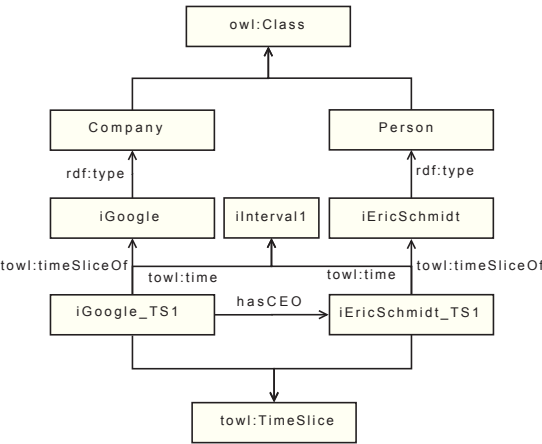 owl:Class
Company
Person
rdf:type
rdf:type
iGoogle
iInterval1
iEricSchmidt
towl:timeSliceOf
towl:time
towl:time
towl:timeSliceOf
iGoogle_TS1
hasCEO
iEricSchmidt_TS1
towl:TimeSlice